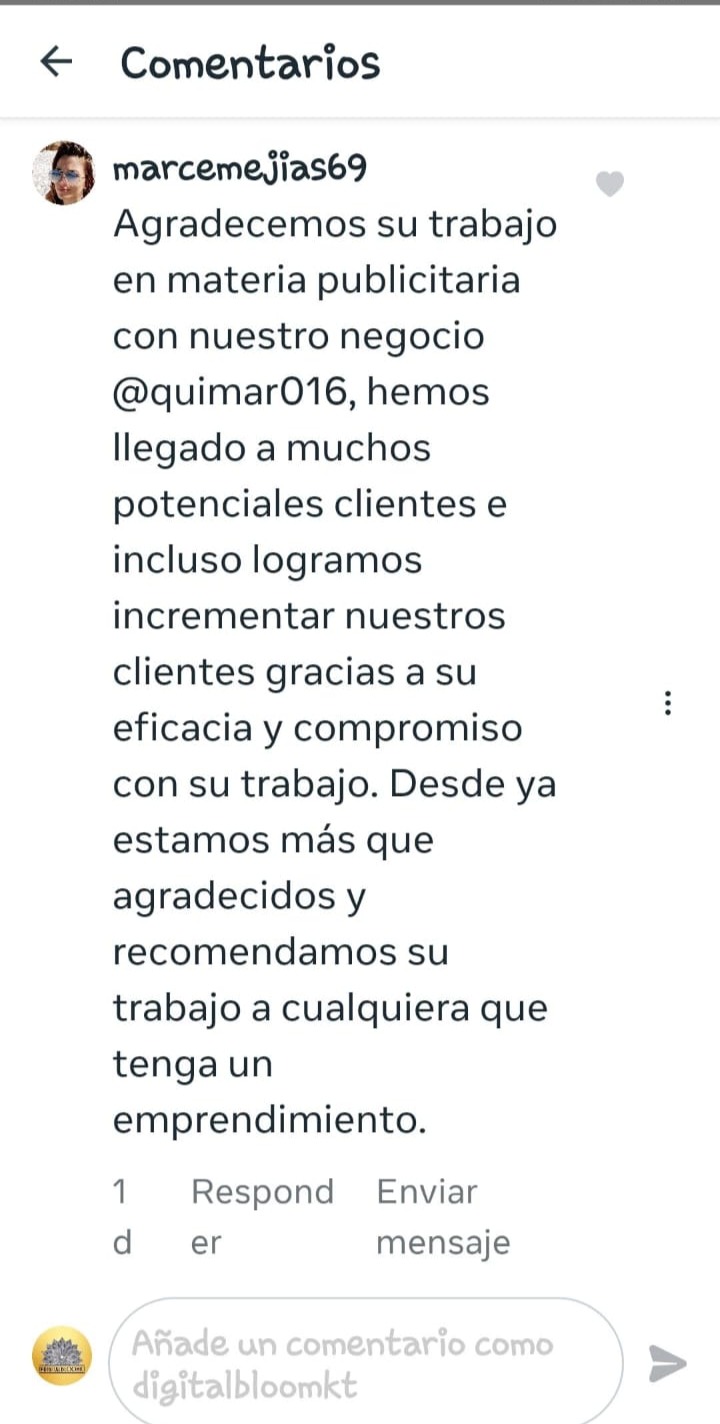 Comentarios
marcemejias69
Agradecemos su trabajo
en materia publicitaria
con nuestro negocio
@quimar016, hemos
llegado a muchos
potenciales clientes e
incluso logramos
incrementar nuestros
clientes gracias a su
eficacia y compromiso
con su trabajo. Desde ya
estamos más que
agradecidos y
recomendamos su
trabajo a cualquiera que
tenga un
emprendimiento.
1 Respond Enviar
d er mensaje
Añade un comentario como
digitalbloomkt